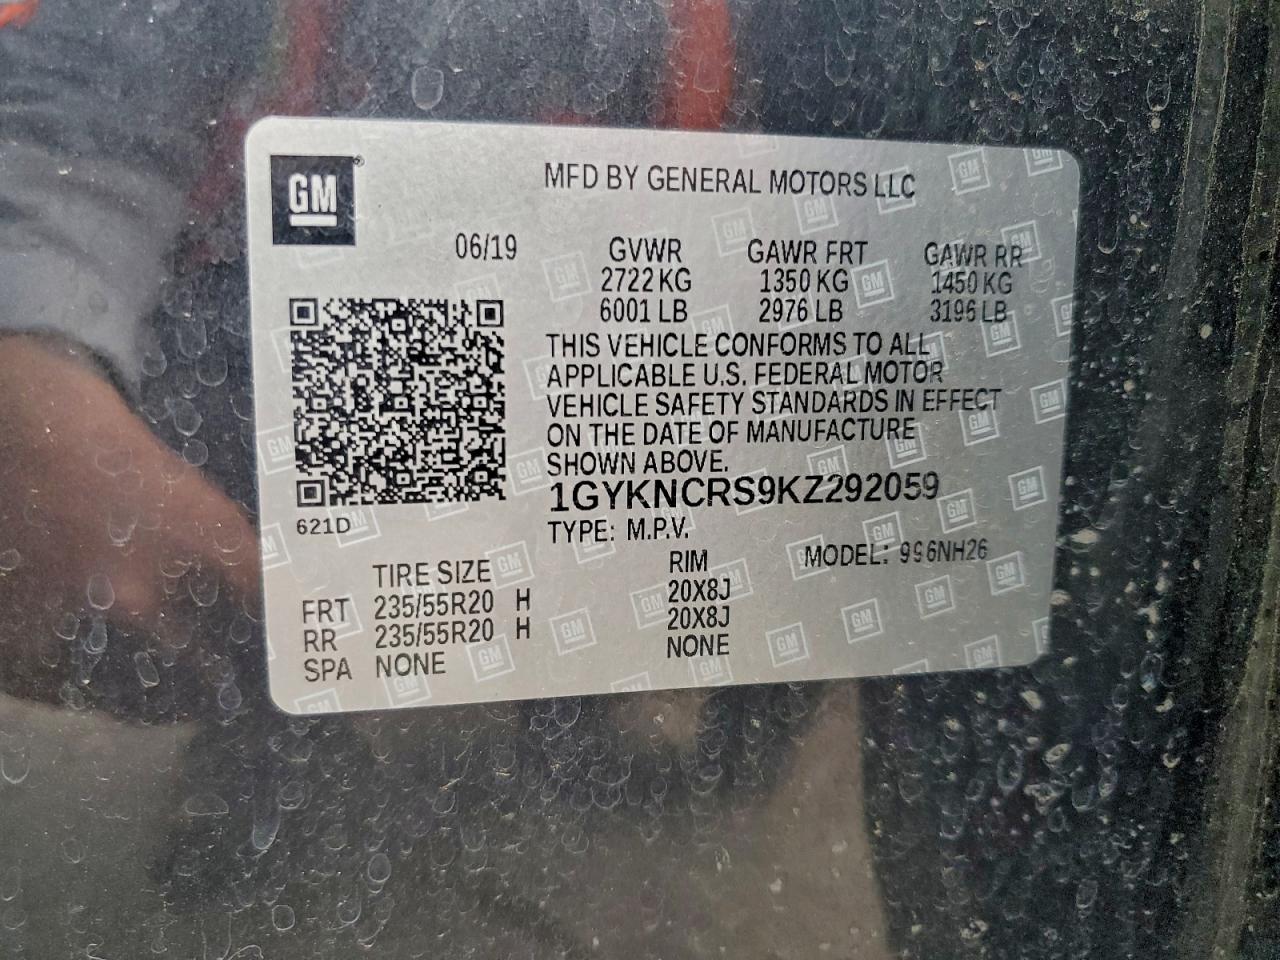 GM
MFD BY GENERAL MOTORS LLC
06/19 GVWR GAWR FRT GAWR RR
2722 KG 1350 KG 1450 KG
6001 LB 2976 LB 3196 LB
THIS VEHICLE CONFORMS TO ALL
APPLICABLE U.S. FEDERAL MOTOR
VEHICLE SAFETY STANDARDS IN EFFECT
ON THE DATE OF MANUFACTURE
SHOWN ABOVE.
1GYKNCRS9KZ292059
621D
TYPE: M.P.V. MODEL: 996NH26
TIRE SIZE RIM
FRT 235/55R20 H 20X8J
RR 235/55R20 H 20X8J
SPA NONE NONE